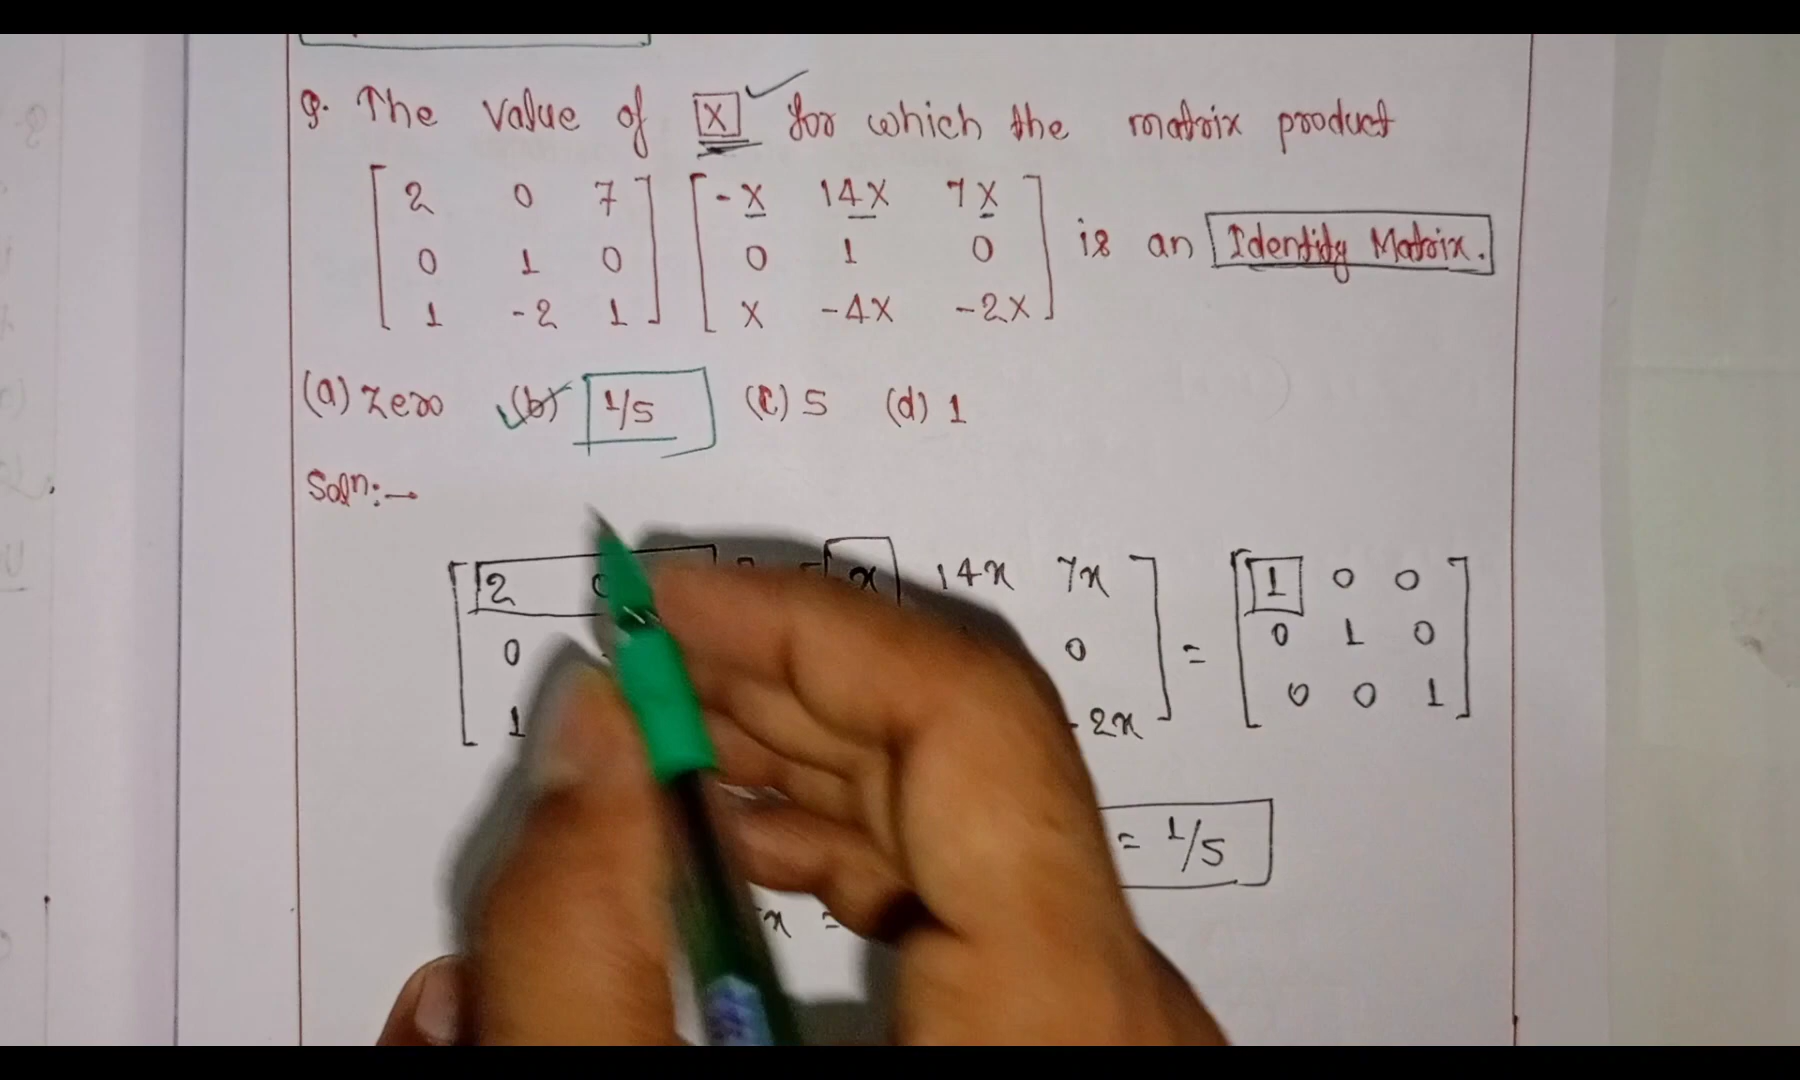 Q. The value of X for which the matrix product
2 0 7 -X 14X 7X
0 1 0 0 1 0 is an Identity Matrix.
1 -2 1 X -4X -2X
(a) Zero (b) 1/5 (c) 5 (d) 1
Soln:-
2 x 14x 7x 1 0 0
0 0 = 0 1 0
1 -2x 0 0 1
= 1/5
x =